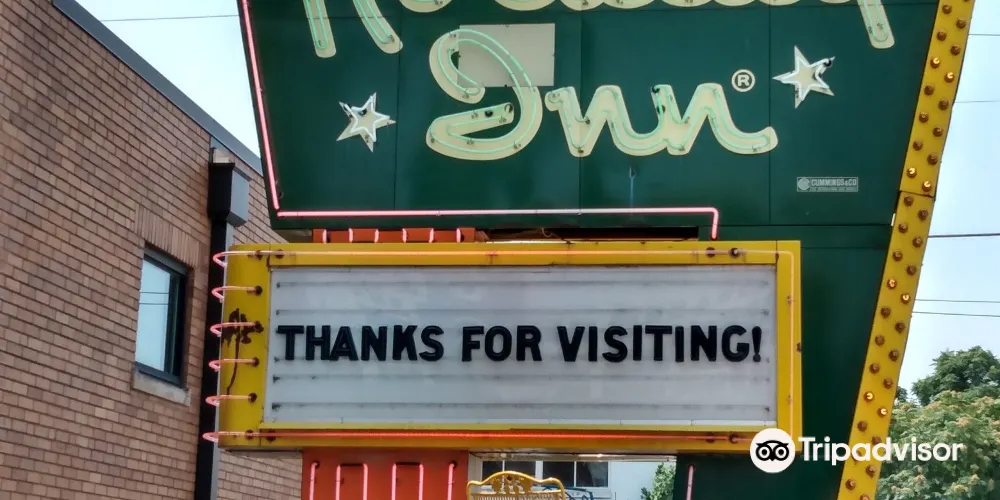 Inn®
CUMMINGS&CO
THANKS FOR VISITING!
Tripadvisor